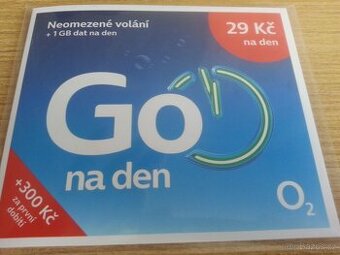 Neomezené volání
+ 1 GB dat na den
29 Kč
na den
Go
na den
+300 Kč
za první
dobití
O2